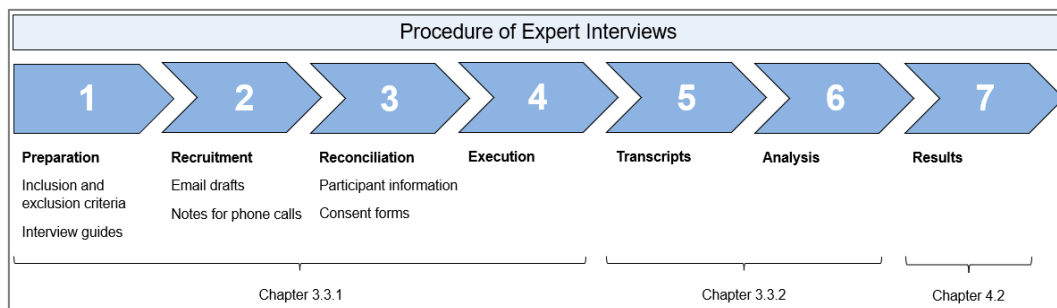 Procedure of Expert Interviews
1
2
3
4
5
6
7
Preparation
Inclusion and
exclusion criteria
Interview guides
Recruitment
Email drafts
Notes for phone calls
Reconciliation
Participant information
Consent forms
Execution
Transcripts
Analysis
Results
Chapter 3.3.1
Chapter 3.3.2
Chapter 4.2